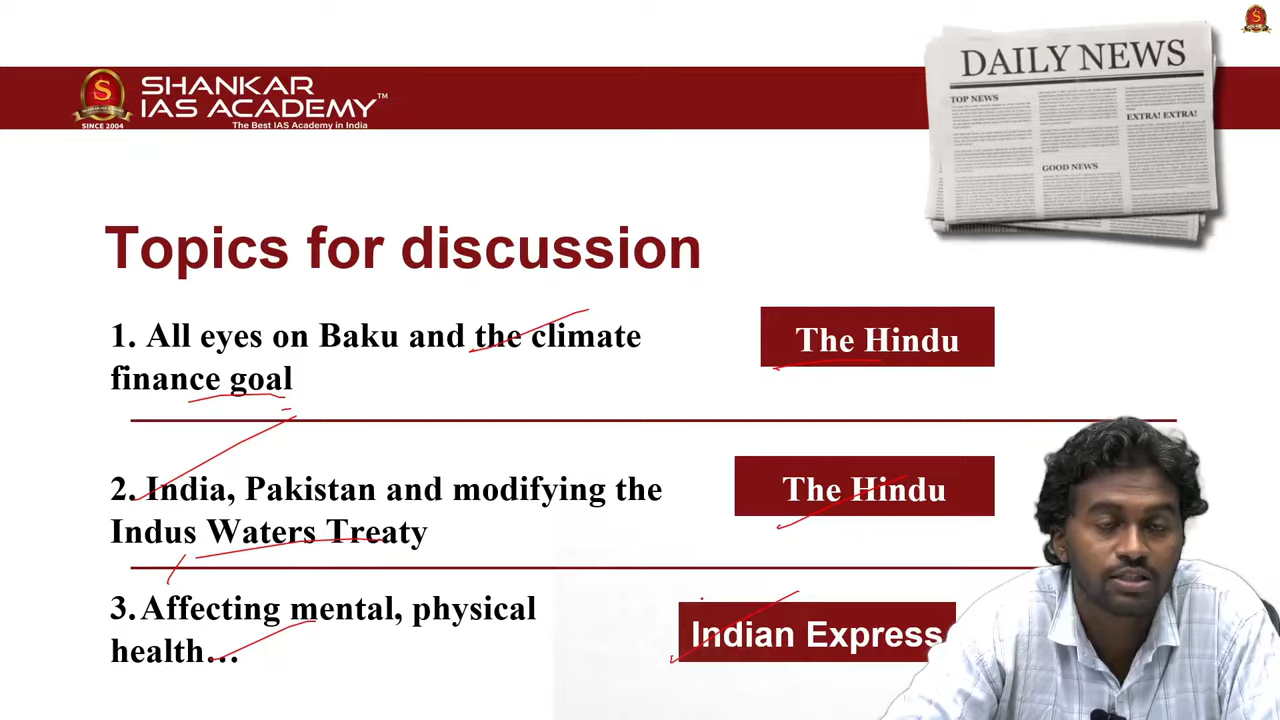 SHANKAR
IAS ACADEMY™
The Best IAS Academy in India
SINCE 2004
DAILY NEWS
TOP NEWS
EXTRA! EXTRA!
GOOD NEWS
Topics for discussion
1. All eyes on Baku and the climate
finance goal
The Hindu
2. India, Pakistan and modifying the
Indus Waters Treaty
The Hindu
3. Affecting mental, physical
health...
Indian Express